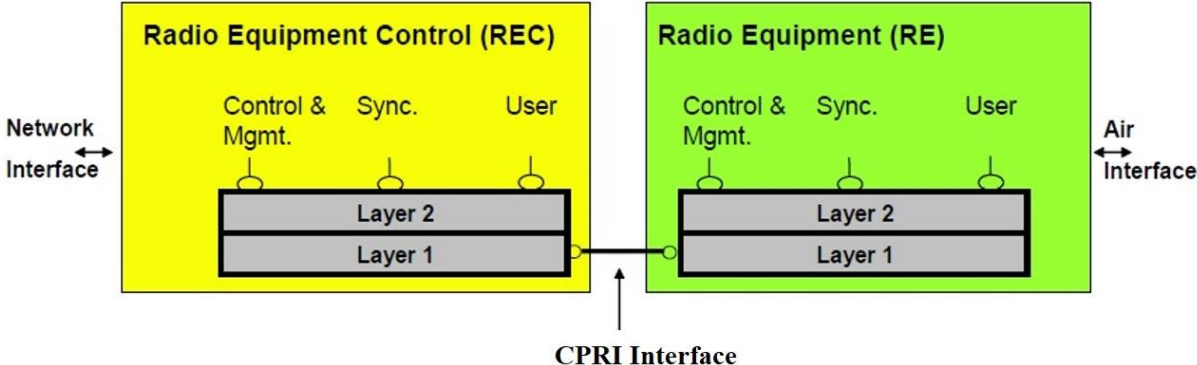 Radio Equipment Control (REC)
Radio Equipment (RE)
Control & Sync. User
Mgmt.
Control & Sync. User
Mgmt.
Network
Interface
Air
Interface
Layer 2
Layer 1
Layer 2
Layer 1
CPRI Interface